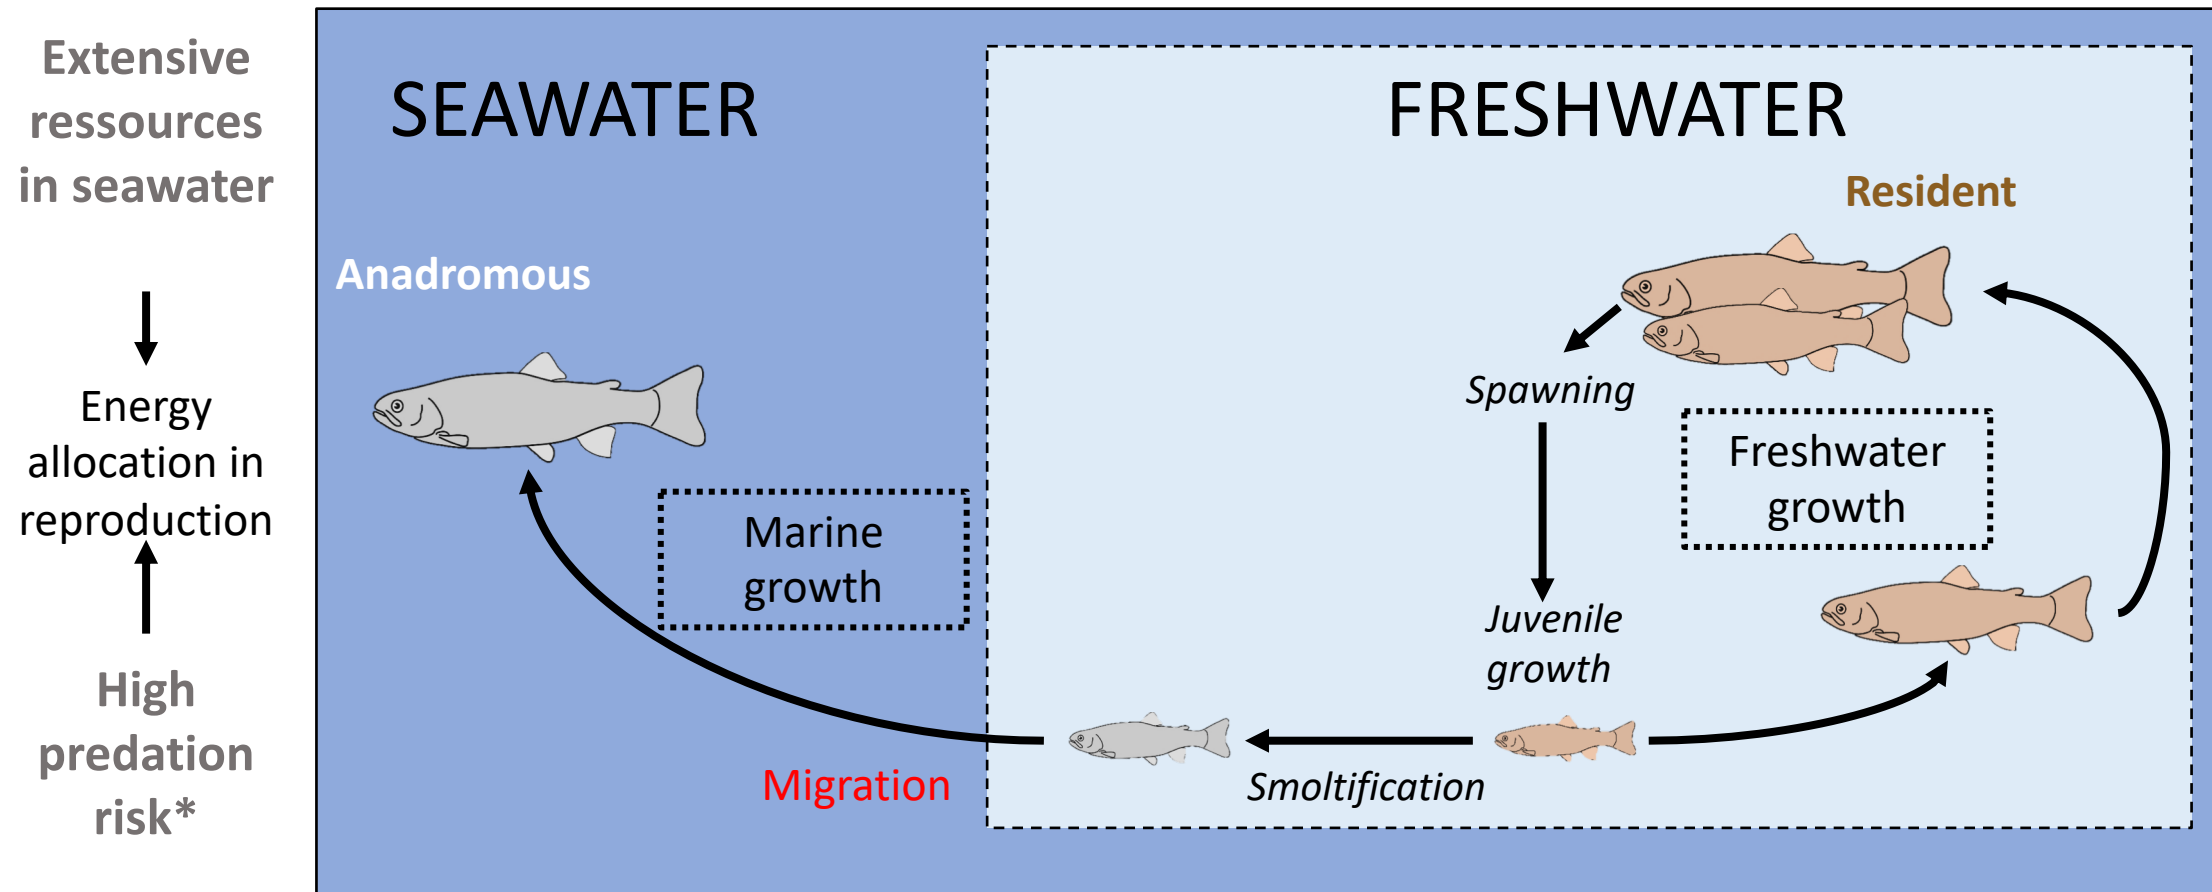 Extensive
ressources
in seawater
Energy
allocation in
reproduction
High
predation
risk*
SEAWATER
FRESHWATER
Resident
Anadromous
Spawning
Freshwater
growth
Marine
growth
Juvenile
growth
Migration
Smoltification